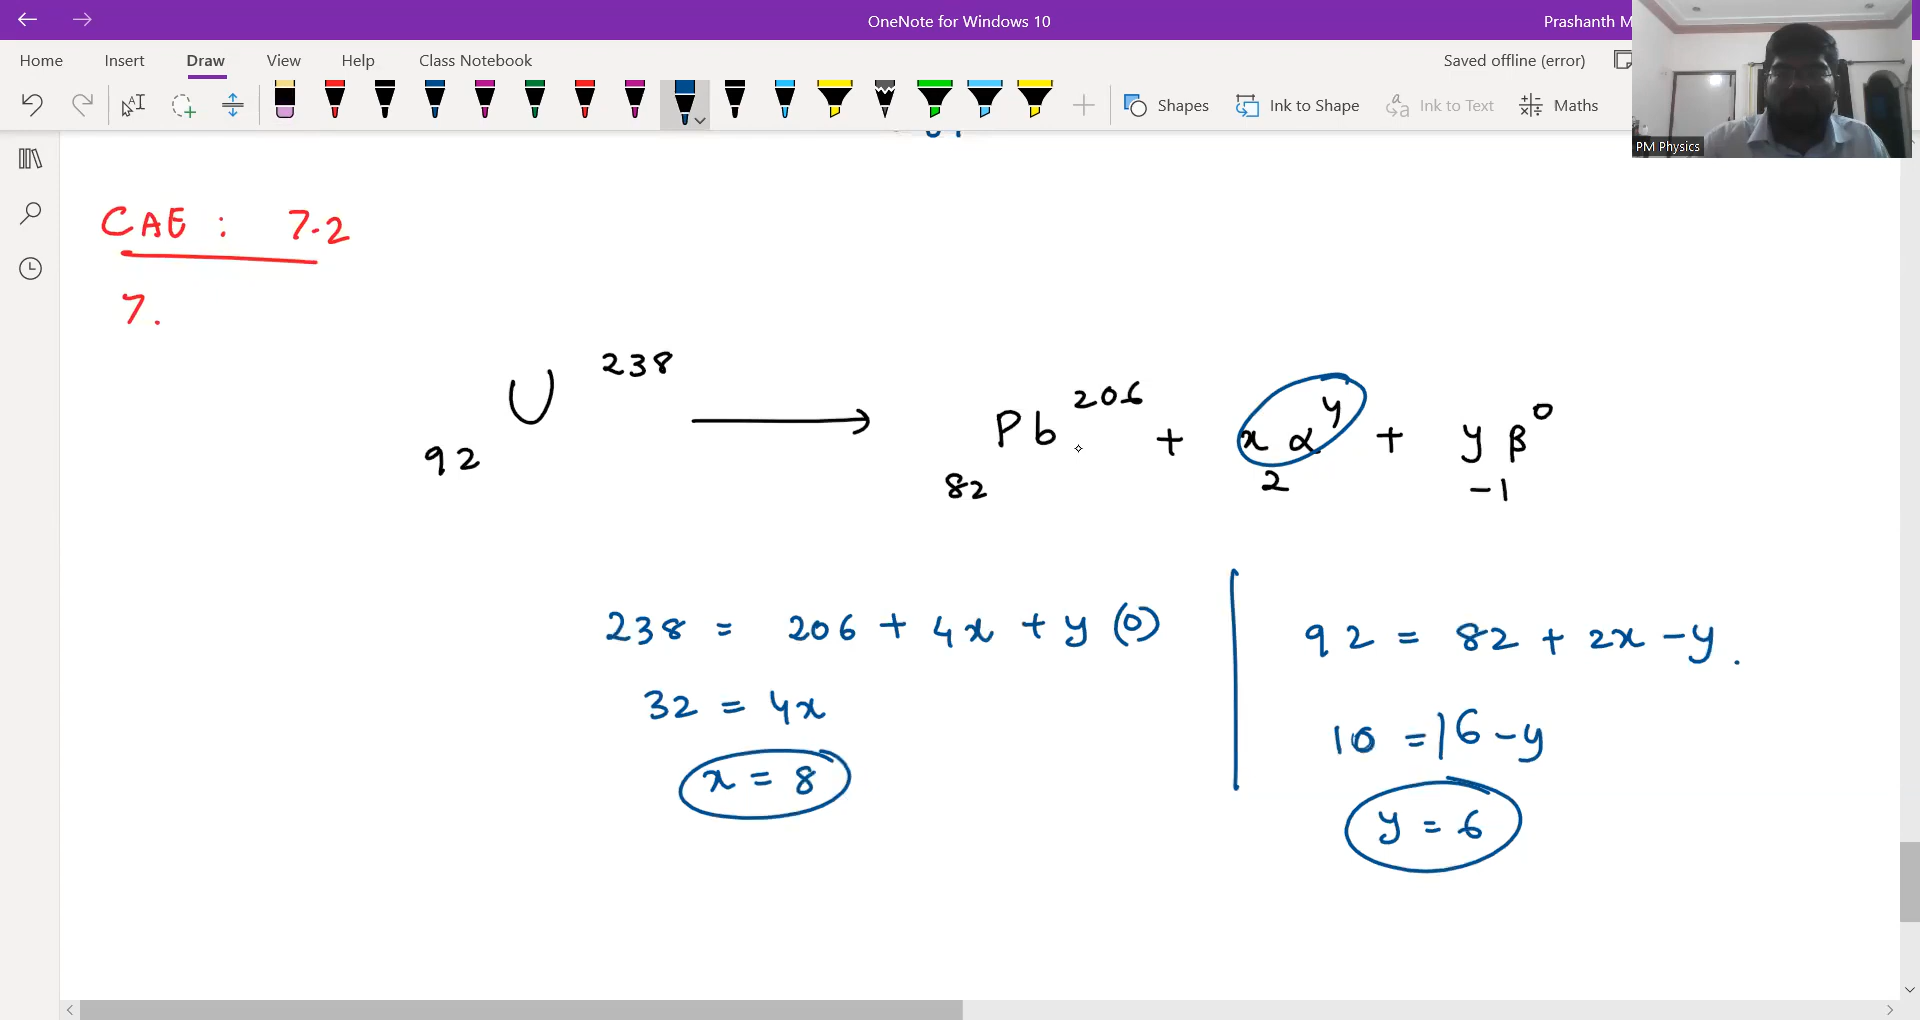 OneNote for Windows 10
Prashanth M
Home Insert Draw View Help Class Notebook
Saved offline (error)
Shapes Ink to Shape Ink to Text Maths
PM Physics
CAE : 7.2
7.
92 U 238 → 82 Pb 206 + x α 4 2 + y β 0 -1
238 = 206 + 4x + y (0)
32 = 4x
x = 8
92 = 82 + 2x - y.
10 = 16 - y
y = 6